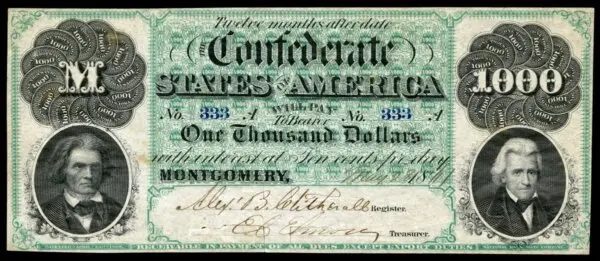 Twelve months after date
THE Confederate
STATES OF AMERICA
M
1000
WILL PAY
No. 333 A To Bearer No. 333 A
One Thousand Dollars
with interest at Ten cents per day
MONTGOMERY,
Alex. B. Clitherall Register.
Treasurer.
RECEIVABLE IN PAYMENT OF ALL DUES EXCEPT EXPORT DUTIES